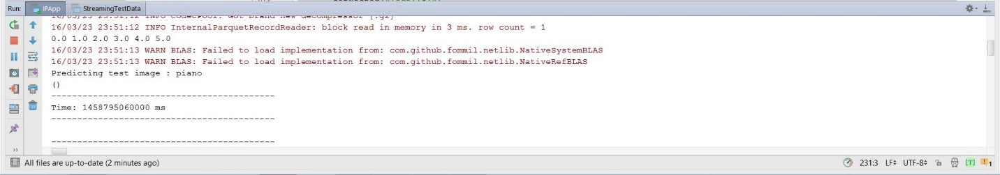 Run: IPApp StreamingTestData
16/03/23 23:51:12 INFO CodecPool: Got brand new decompressor [.gz]
16/03/23 23:51:12 INFO InternalParquetRecordReader: block read in memory in 3 ms. row count = 1
0.0 1.0 2.0 3.0 4.0 5.0
16/03/23 23:51:13 WARN BLAS: Failed to load implementation from: com.github.fommil.netlib.NativeSystemBLAS
16/03/23 23:51:13 WARN BLAS: Failed to load implementation from: com.github.fommil.netlib.NativeRefBLAS
Predicting test image : piano
()
-------------------------------------------
Time: 1458795060000 ms
-------------------------------------------
-------------------------------------------
All files are up-to-date (2 minutes ago) 231:3 LF÷ UTF-8÷ [T] 1